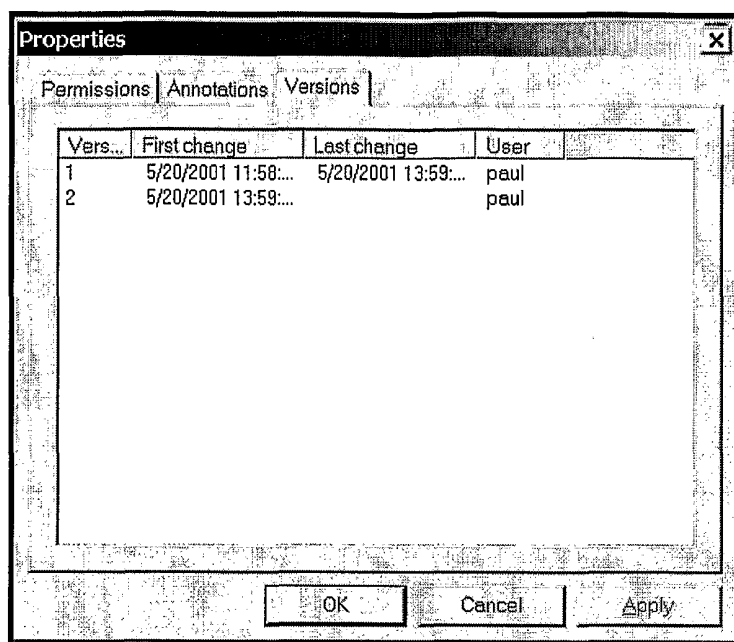 Properties
Permissions Annotations Versions
Vers... First change Last change User
1 5/20/2001 11:58:... 5/20/2001 13:59:... paul
2 5/20/2001 13:59:... paul
OK Cancel Apply